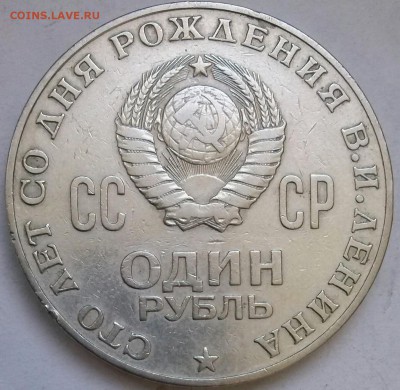 COINS.LAVE.RU
СТО ЛЕТ СО ДНЯ РОЖДЕНИЯ В.И.ЛЕНИНА
СС СР
ОДИН
РУБЛЬ